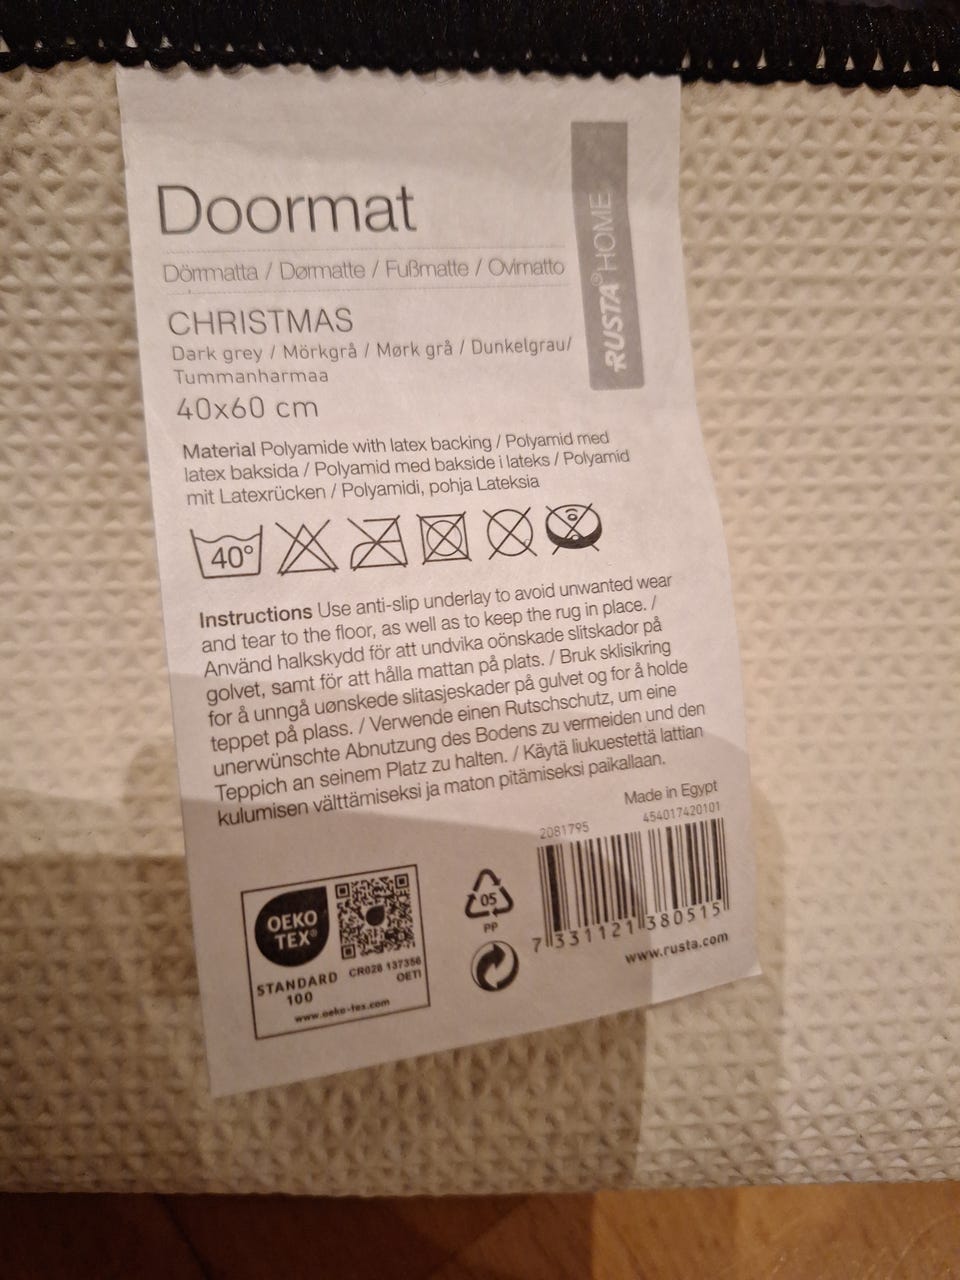 Doormat
RUSTA® HOME
Dörrmatta / Dørmatte / Fußmatte / Ovimatto
CHRISTMAS
Dark grey / Mörkgrå / Mørk grå / Dunkelgrau/
Tummanharmaa
40x60 cm
Material Polyamide with latex backing / Polyamid med
latex baksida / Polyamid med bakside i lateks / Polyamid
mit Latexrücken / Polyamidi, pohja Lateksia
40°
Instructions Use anti-slip underlay to avoid unwanted wear
and tear to the floor, as well as to keep the rug in place. /
Använd halkskydd för att undvika oönskade slitskador på
golvet, samt för att hålla mattan på plats. / Bruk sklisikring
for å unngå uønskede slitasjeskader på gulvet og for å holde
teppet på plass. / Verwende einen Rutschschutz, um eine
unerwünschte Abnutzung des Bodens zu vermeiden und den
Teppich an seinem Platz zu halten. / Käytä liukuestettä lattian
kulumisen välttämiseksi ja maton pitämiseksi paikallaan.
Made in Egypt
2081795
454017420101
7 331121 380515
www.rusta.com
05
PP
OEKO
TEX®
STANDARD
100
CR028 137356
OETI
www.oeko-tex.com